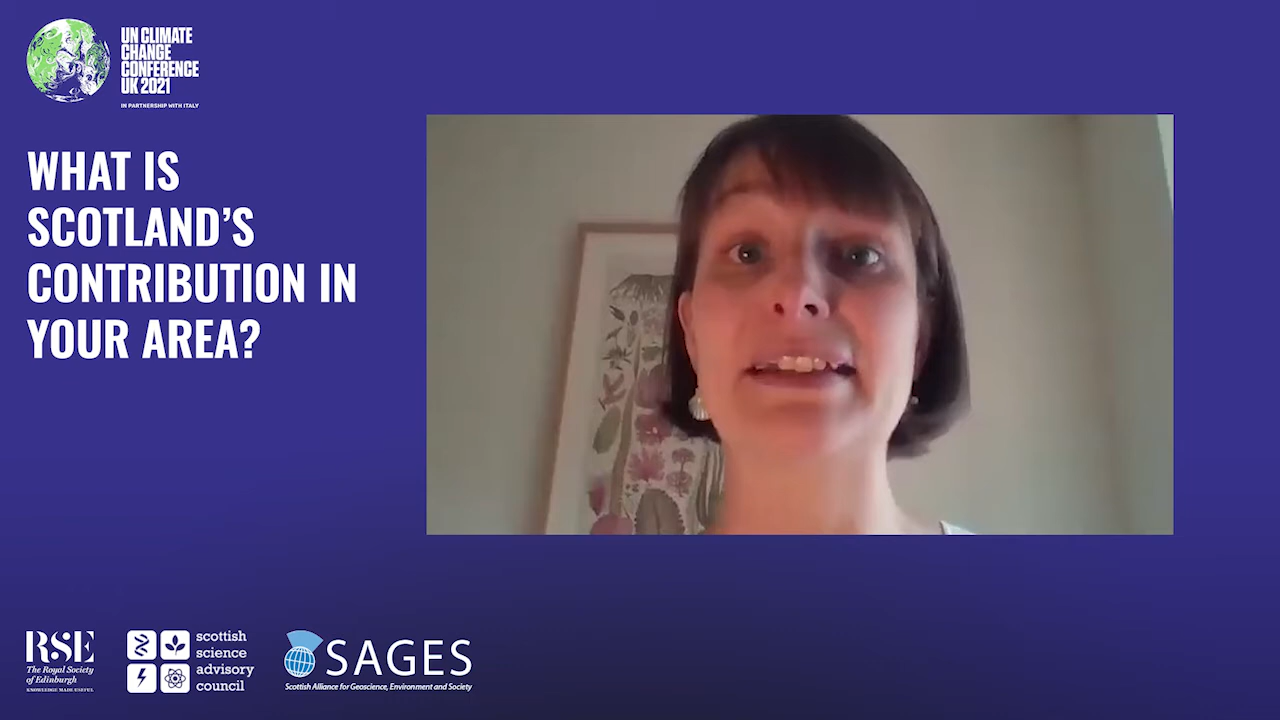 UN CLIMATE
CHANGE
CONFERENCE
UK 2021
IN PARTNERSHIP WITH ITALY
WHAT IS
SCOTLAND’S
CONTRIBUTION IN
YOUR AREA?
RSE
The Royal Society
of Edinburgh
KNOWLEDGE MADE USEFUL
scottish
science
advisory
council
SAGES
Scottish Alliance for Geoscience, Environment and Society